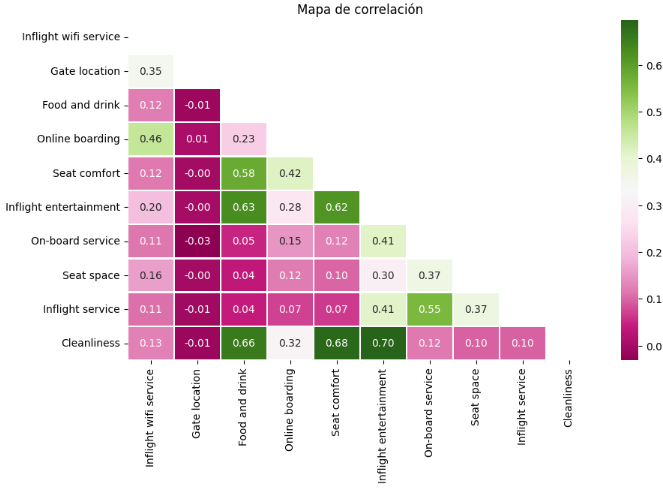 Mapa de correlación
Inflight wifi service
Gate location 0.35
Food and drink 0.12 -0.01
Online boarding 0.46 0.01 0.23
Seat comfort 0.12 -0.00 0.58 0.42
Inflight entertainment 0.20 -0.00 0.63 0.28 0.62
On-board service 0.11 -0.03 0.05 0.15 0.12 0.41
Seat space 0.16 -0.00 0.04 0.12 0.10 0.30 0.37
Inflight service 0.11 -0.01 0.04 0.07 0.07 0.41 0.55 0.37
Cleanliness 0.13 -0.01 0.66 0.32 0.68 0.70 0.12 0.10 0.10
Inflight wifi service
Gate location
Food and drink
Online boarding
Seat comfort
Inflight entertainment
On-board service
Seat space
Inflight service
Cleanliness
0.6
0.5
0.4
0.3
0.2
0.1
0.0